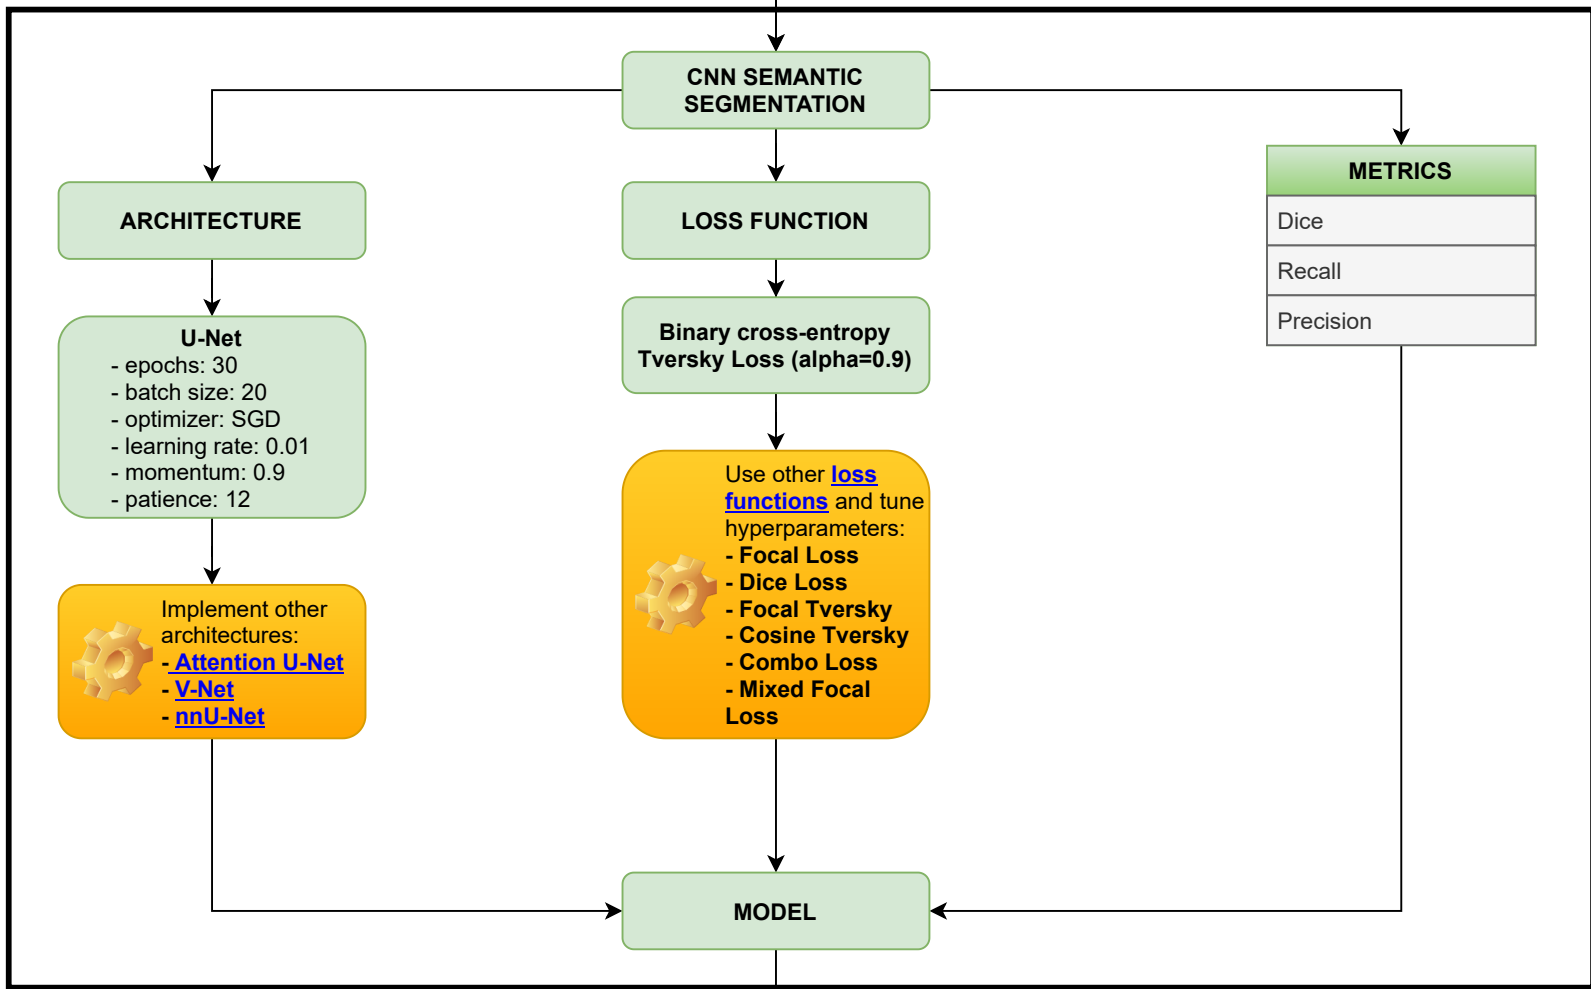 CNN SEMANTIC
SEGMENTATION
ARCHITECTURE
U-Net
- epochs: 30
- batch size: 20
- optimizer: SGD
- learning rate: 0.01
- momentum: 0.9
- patience: 12
Implement other
architectures:
- Attention U-Net
- V-Net
- nnU-Net
LOSS FUNCTION
Binary cross-entropy
Tversky Loss (alpha=0.9)
Use other loss
functions and tune
hyperparameters:
- Focal Loss
- Dice Loss
- Focal Tversky
- Cosine Tversky
- Combo Loss
- Mixed Focal
Loss
METRICS
Dice
Recall
Precision
MODEL